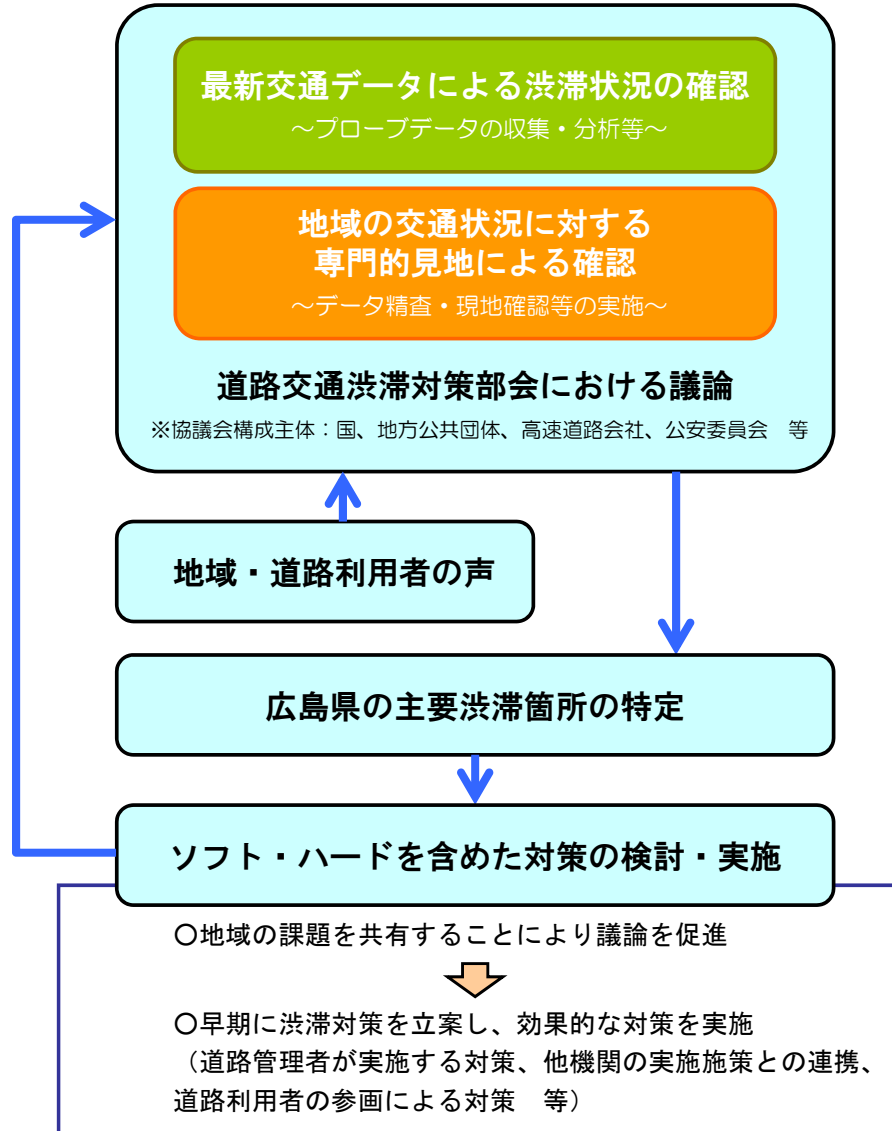 最新交通データによる渋滞状況の確認
～プローブデータの収集・分析等～
地域の交通状況に対する
専門的見地による確認
～データ精査・現地確認等の実施～
道路交通渋滞対策部会における議論
※協議会構成主体：国、地方公共団体、高速道路会社、公安委員会　等
地域・道路利用者の声
広島県の主要渋滞箇所の特定
ソフト・ハードを含めた対策の検討・実施
〇地域の課題を共有することにより議論を促進
〇早期に渋滞対策を立案し、効果的な対策を実施
（道路管理者が実施する対策、他機関の実施施策との連携、
道路利用者の参画による対策　等）